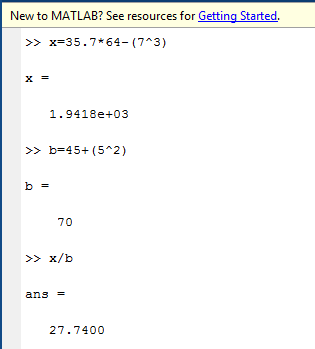 New to MATLAB? See resources for Getting Started.
>> x=35.7*64-(7^3)
x =
1.9418e+03
>> b=45+(5^2)
b =
70
>> x/b
ans =
27.7400